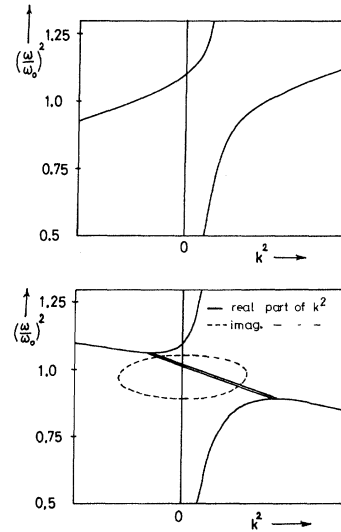 1.25
(ω/ω₀)²
1.0
0.75
0.5
0
k²
1.25
— real part of k²
--- imag. – · –
(ω/ω₀)²
1.0
0.75
0,5
0
k²